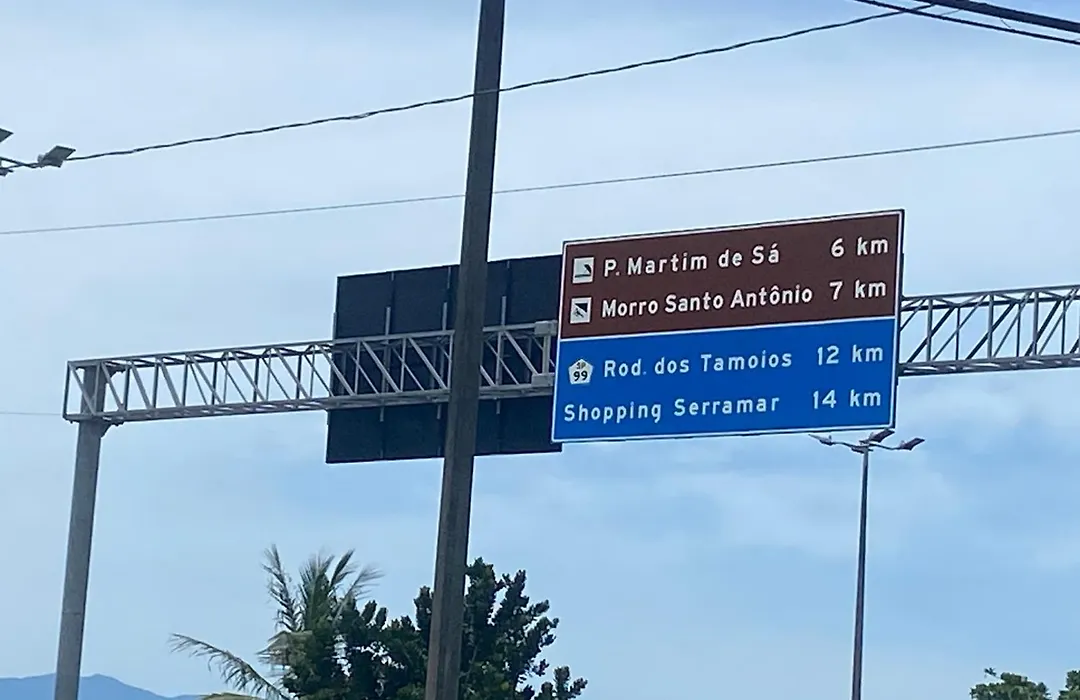 P. Martim de Sá 6 km
Morro Santo Antônio 7 km
SP 99 Rod. dos Tamoios 12 km
Shopping Serramar 14 km